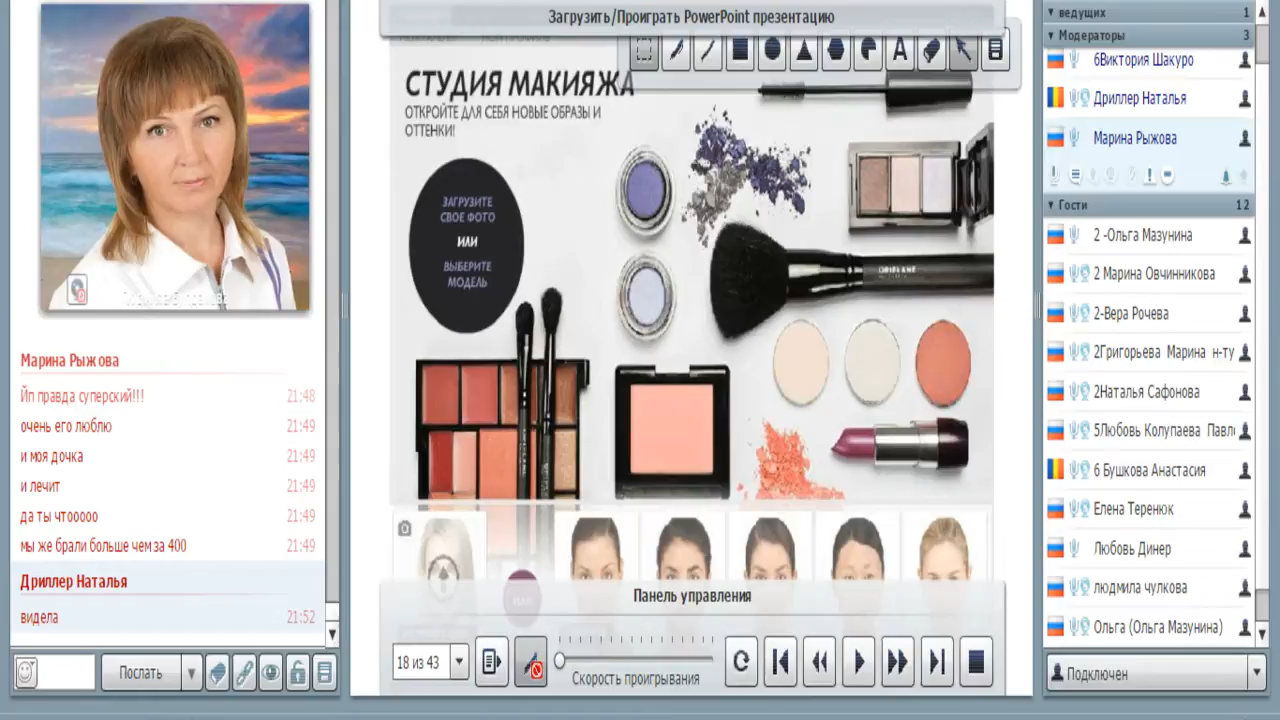 Марина Рыжова
Йп правда суперский!!! 21:48
очень его люблю 21:49
и моя дочка 21:49
и лечит 21:49
да ты чтооооо 21:49
мы же брали больше чем за 400 21:49
Дриллер Наталья
видела 21:52
Послать
Загрузить/Проиграть PowerPoint презентацию
A
СТУДИЯ МАКИЯЖА
ОТКРОЙТЕ ДЛЯ СЕБЯ НОВЫЕ ОБРАЗЫ И
ОТТЕНКИ!
ЗАГРУЗИТЕ
СВОЕ ФОТО
ИЛИ
ВЫБЕРИТЕ
МОДЕЛЬ
ORIFLAME
Панель управления
18 из 43
Скорость проигрывания
ведущих 1
Модераторы 3
6Виктория Шакуро
Дриллер Наталья
Марина Рыжова
Гости 12
2 -Ольга Мазунина
2 Марина Овчинникова
2-Вера Рочева
2Григорьева Марина н-ту
2Наталья Сафонова
5Любовь Колупаева Павл
6 Бушкова Анастасия
Елена Теренюк
Любовь Динер
людмила чулкова
Ольга (Ольга Мазунина)
Подключен